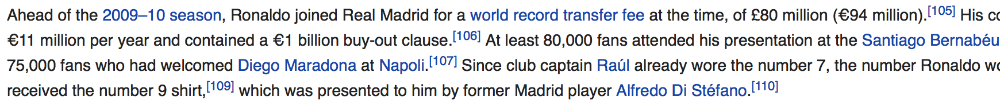 Ahead of the 2009–10 season, Ronaldo joined Real Madrid for a world record transfer fee at the time, of £80 million (€94 million).[105] His
€11 million per year and contained a €1 billion buy-out clause.[106] At least 80,000 fans attended his presentation at the Santiago Bernabéu
75,000 fans who had welcomed Diego Maradona at Napoli.[107] Since club captain Raúl already wore the number 7, the number Ronaldo
received the number 9 shirt,[109] which was presented to him by former Madrid player Alfredo Di Stéfano.[110]